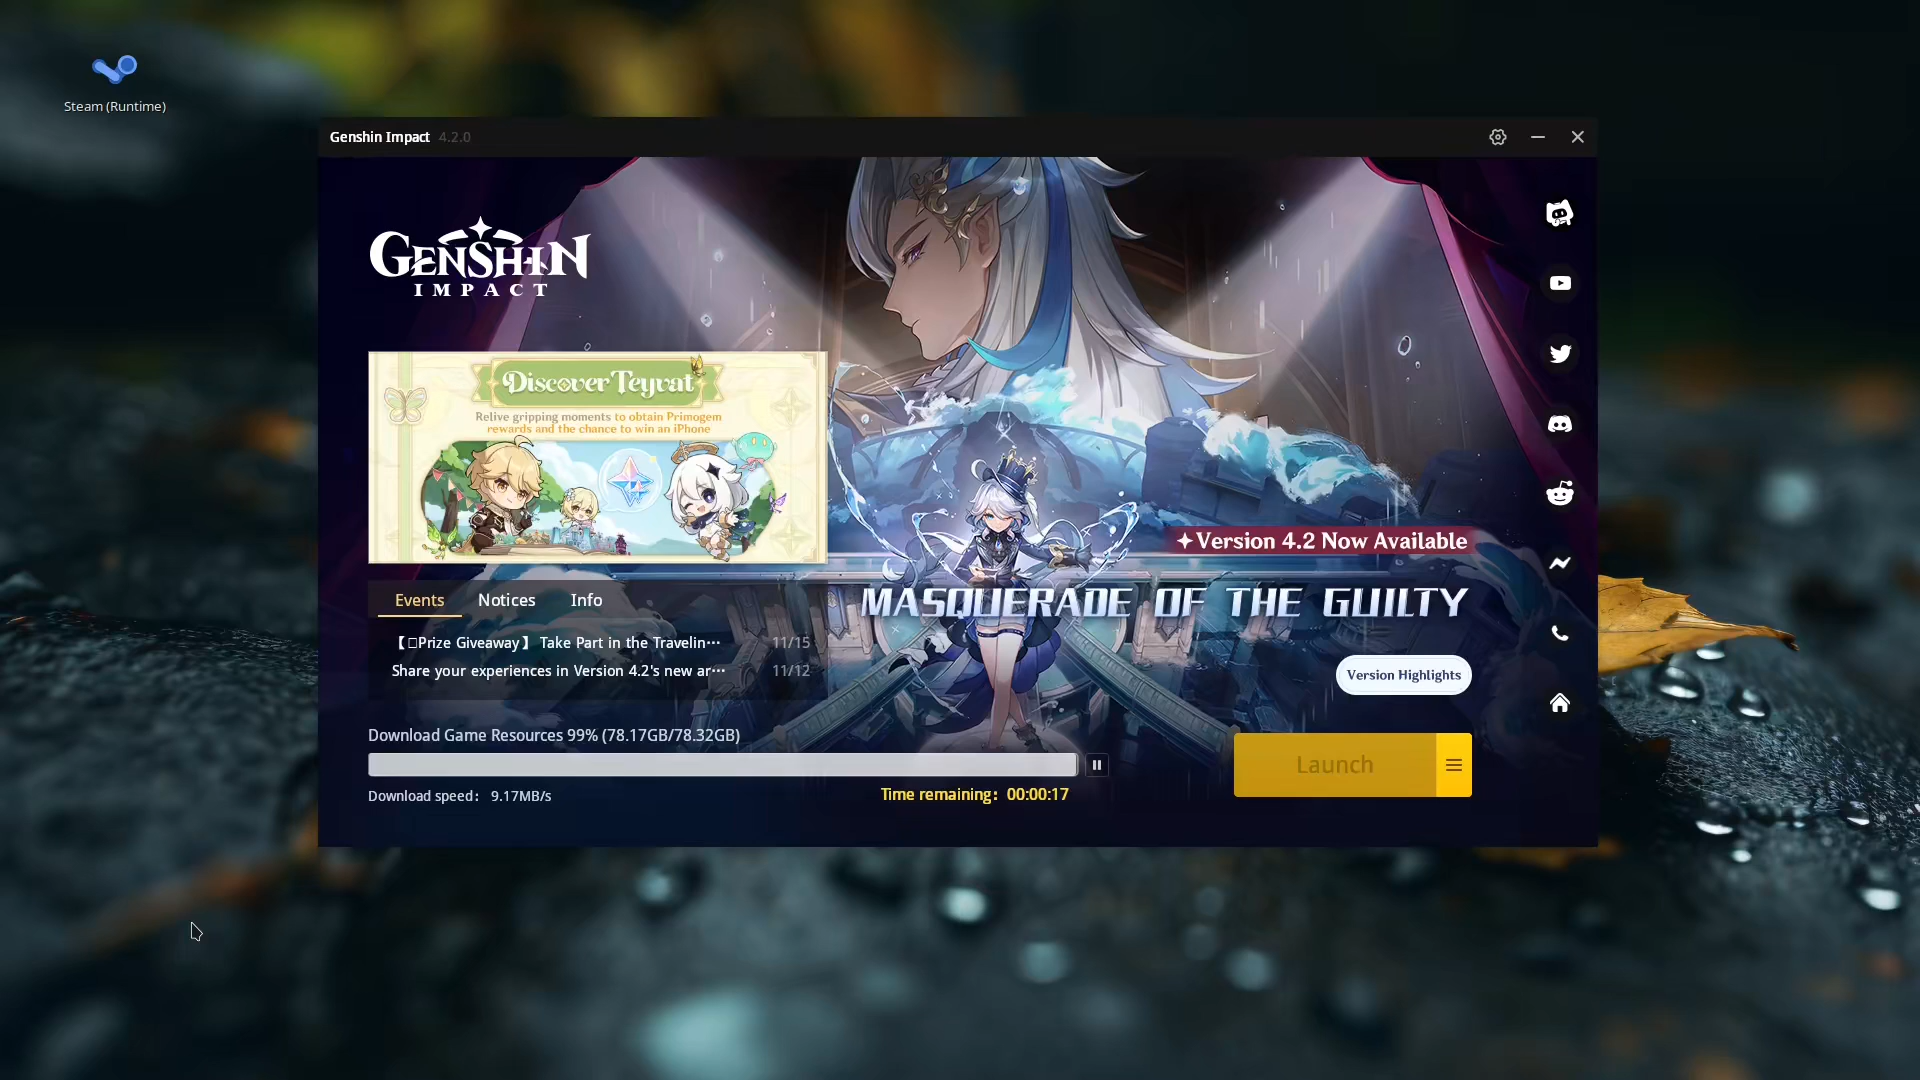 Steam (Runtime)
Genshin Impact 4.2.0
GENSHIN
IMPACT
Discover Teyvat
Relive gripping moments to obtain Primogem
rewards and the chance to win an iPhone
✦Version 4.2 Now Available
MASQUERADE OF THE GUILTY
Events Notices Info
【□Prize Giveaway】 Take Part in the Travelin··· 11/15
Share your experiences in Version 4.2's new ar··· 11/12
Version Highlights
Download Game Resources 99% (78.17GB/78.32GB)
Launch
Download speed： 9.17MB/s
Time remaining：00:00:17